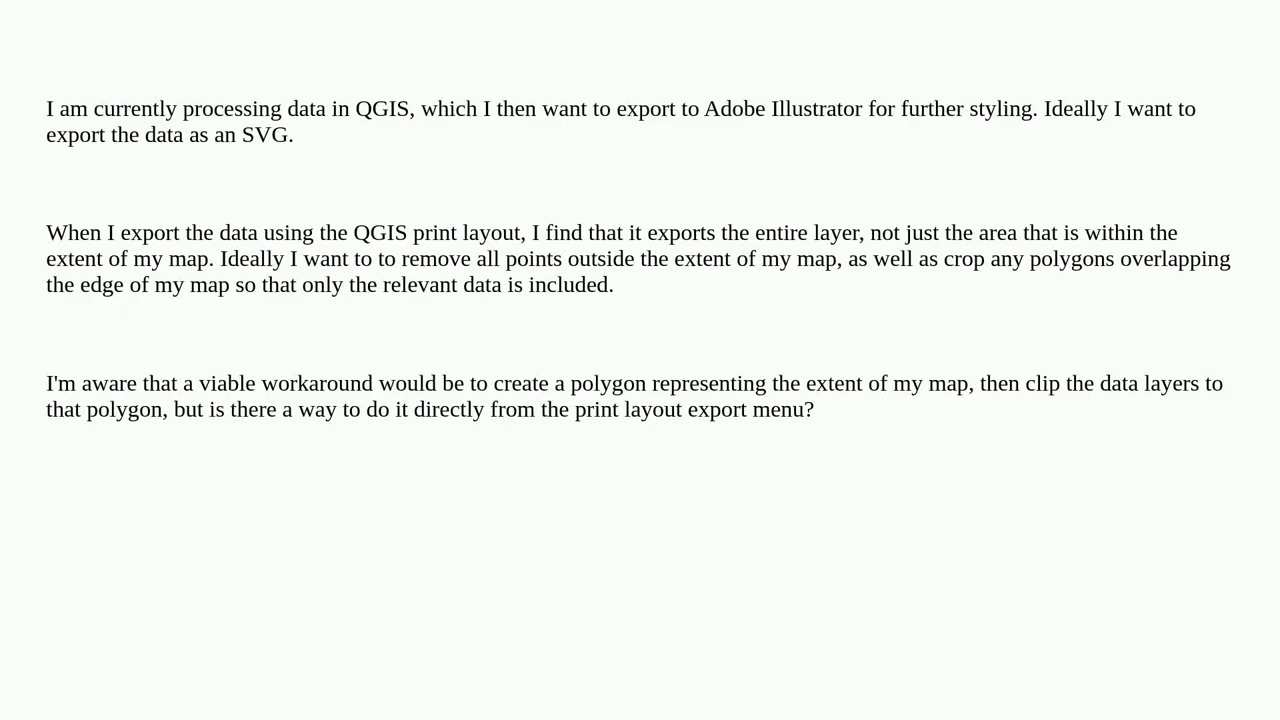 I am currently processing data in QGIS, which I then want to export to Adobe Illustrator for further styling. Ideally I want to
export the data as an SVG.
When I export the data using the QGIS print layout, I find that it exports the entire layer, not just the area that is within the
extent of my map. Ideally I want to to remove all points outside the extent of my map, as well as crop any polygons overlapping
the edge of my map so that only the relevant data is included.
I'm aware that a viable workaround would be to create a polygon representing the extent of my map, then clip the data layers to
that polygon, but is there a way to do it directly from the print layout export menu?